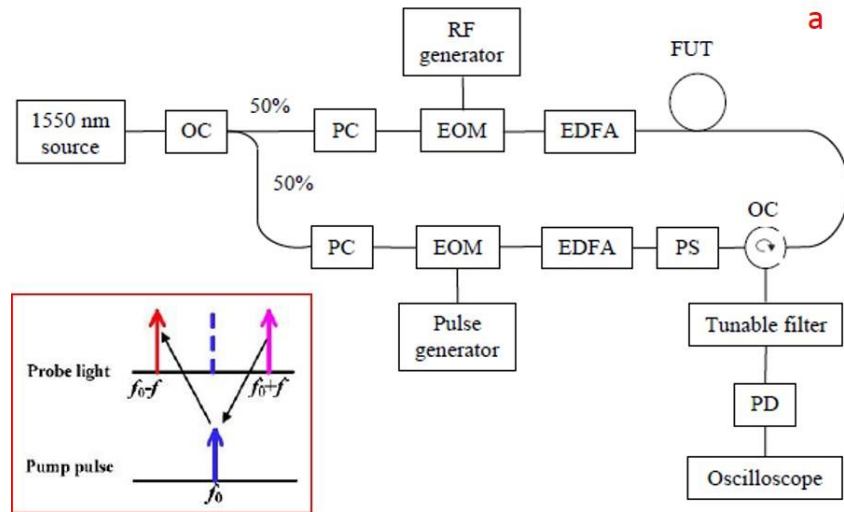 a
RF
generator
FUT
1550 nm
source
OC
50%
PC
EOM
EDFA
50%
OC
PC
EOM
EDFA
PS
Pulse
generator
Tunable filter
PD
Oscilloscope
Probe light
f₀-f
f₀+f
Pump pulse
f₀